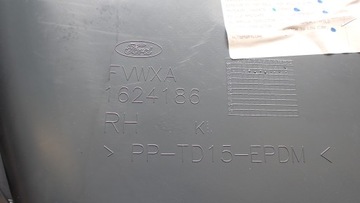 Ford
FVWXA
1624186
RH
> PP-TD15-EPDM <